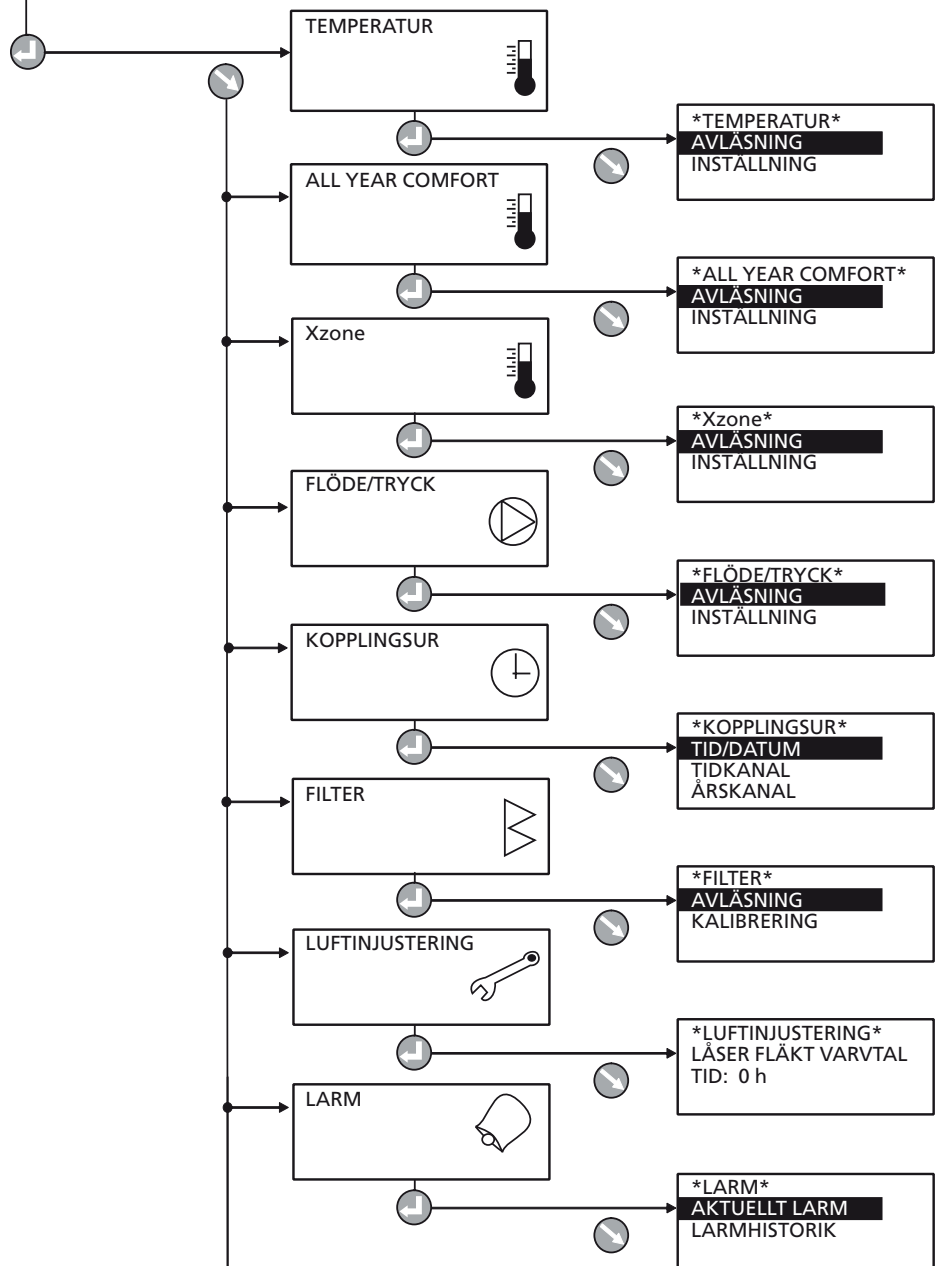 TEMPERATUR
*TEMPERATUR*
AVLÄSNING
INSTÄLLNING
ALL YEAR COMFORT
*ALL YEAR COMFORT*
AVLÄSNING
INSTÄLLNING
Xzone
*Xzone*
AVLÄSNING
INSTÄLLNING
FLÖDE/TRYCK
*FLÖDE/TRYCK*
AVLÄSNING
INSTÄLLNING
KOPPLINGSUR
*KOPPLINGSUR*
TID/DATUM
TIDKANAL
ÅRSKANAL
FILTER
*FILTER*
AVLÄSNING
KALIBRERING
LUFTINJUSTERING
*LUFTINJUSTERING*
LÅSER FLÄKT VARVTAL
TID: 0 h
LARM
*LARM*
AKTUELLT LARM
LARMHISTORIK